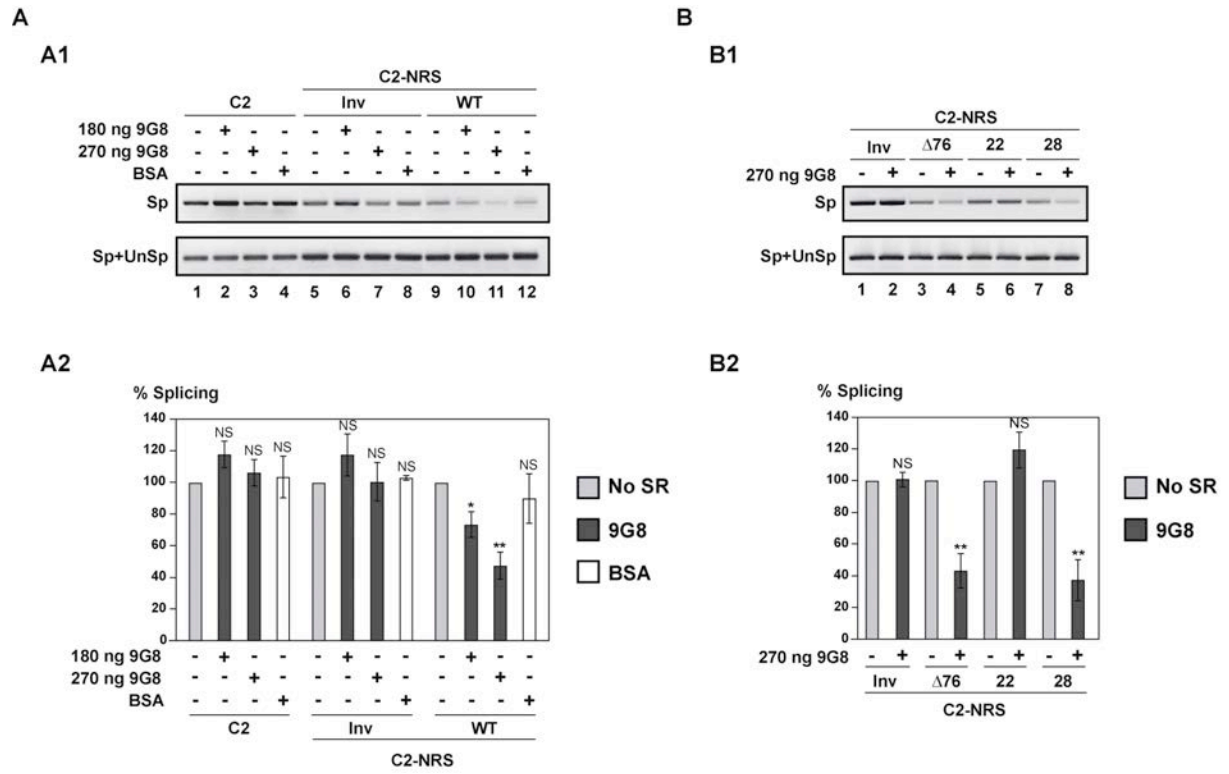 A
A1
C2-NRS
C2 Inv WT
180 ng 9G8 - + - - - + - - - + - -
270 ng 9G8 - - + - - - + - - - + -
BSA - - - + - - - + - - - +
Sp
Sp+UnSp
1 2 3 4 5 6 7 8 9 10 11 12
A2
% Splicing
140
120
100
80
60
40
20
0
NS NS NS NS NS NS * ** NS
No SR
9G8
BSA
180 ng 9G8 - + - - - + - - - + - -
270 ng 9G8 - - + - - - + - - - + -
BSA - - - + - - - + - - - +
C2 Inv WT
C2-NRS
B
B1
C2-NRS
Inv Δ76 22 28
270 ng 9G8 - + - + - + - +
Sp
Sp+UnSp
1 2 3 4 5 6 7 8
B2
% Splicing
140
120
100
80
60
40
20
0
NS ** NS **
No SR
9G8
270 ng 9G8 - + - + - + - +
Inv Δ76 22 28
C2-NRS